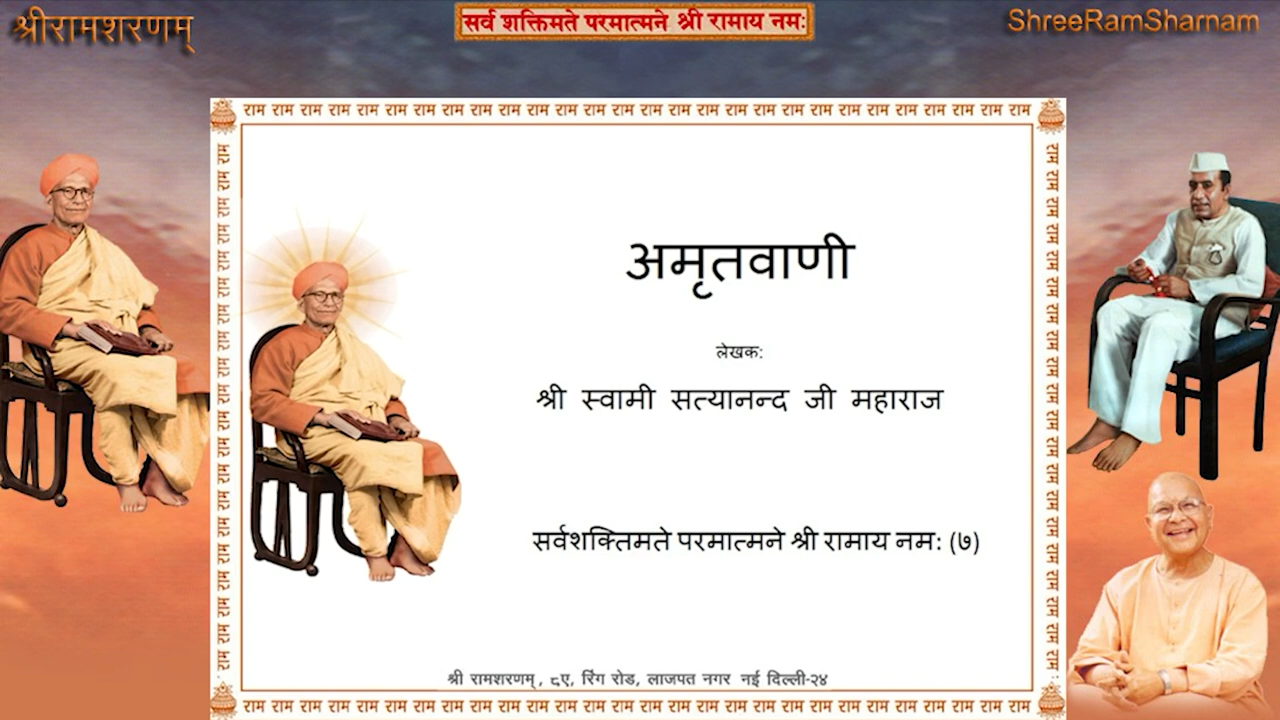 श्रीरामशरणम्
सर्व शक्तिमते परमात्मने श्री रामाय नमः
ShreeRamSharnam
राम राम राम राम राम राम राम राम राम राम राम राम राम राम राम राम राम राम राम राम राम राम राम राम राम राम राम राम
अमृतवाणी
लेखक:
श्री स्वामी सत्यानन्द जी महाराज
सर्वशक्तिमते परमात्मने श्री रामाय नम: (७)
श्री रामशरणम् , ८ए, रिंग रोड, लाजपत नगर नई दिल्ली-२४
राम राम राम राम राम राम राम राम राम राम राम राम राम राम राम राम राम राम राम राम राम राम राम राम राम राम राम राम